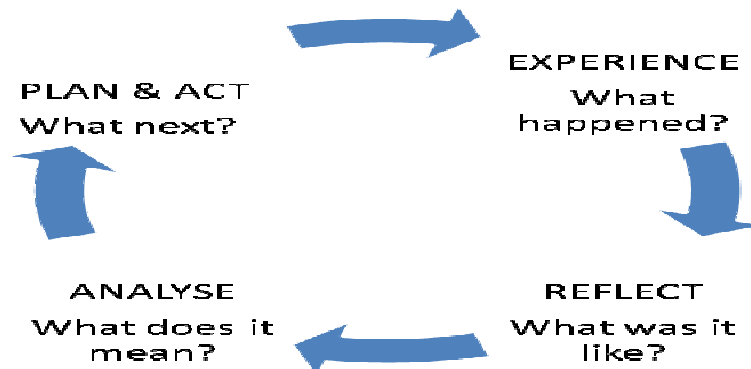 PLAN & ACT
What next?
EXPERIENCE
What
happened?
REFLECT
What was it
like?
ANALYSE
What does it
mean?